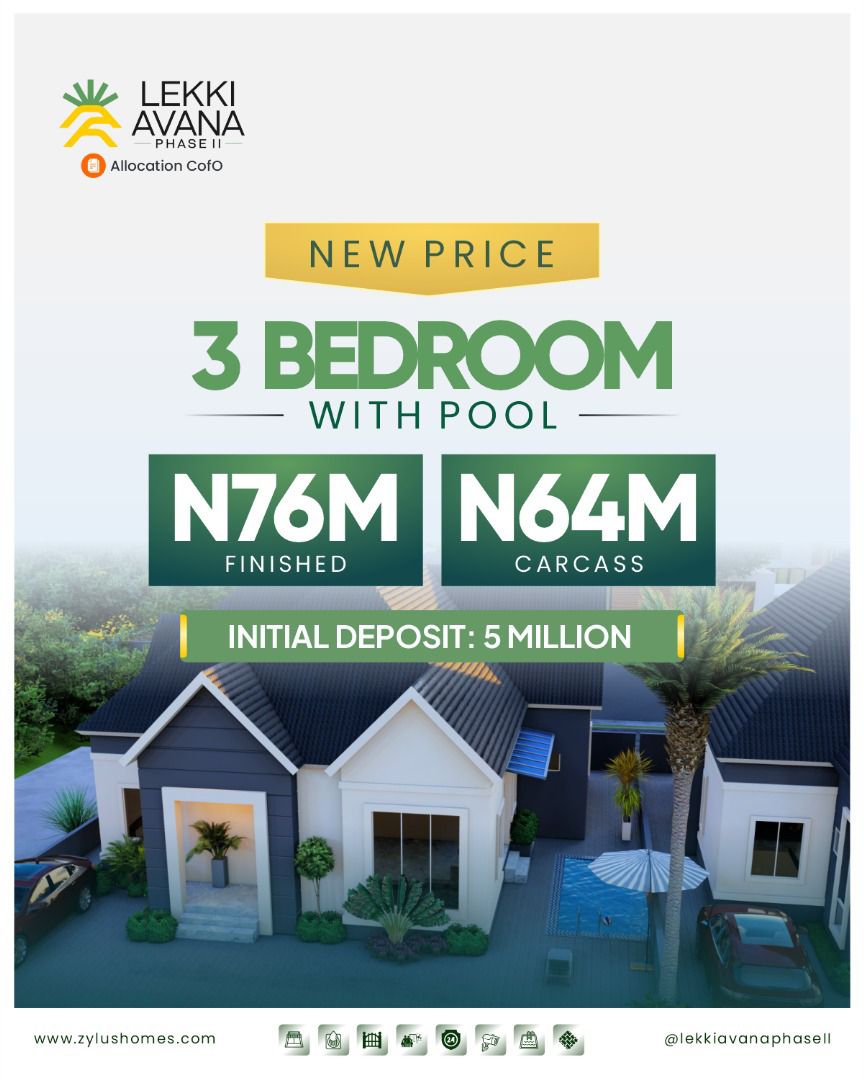 LEKKI
AVANA
PHASE II
Allocation CofO
NEW PRICE
3 BEDROOM
WITH POOL
N76M
FINISHED
N64M
CARCASS
INITIAL DEPOSIT: 5 MILLION
www.zylushomes.com
24
@lekkiavanaphaseII